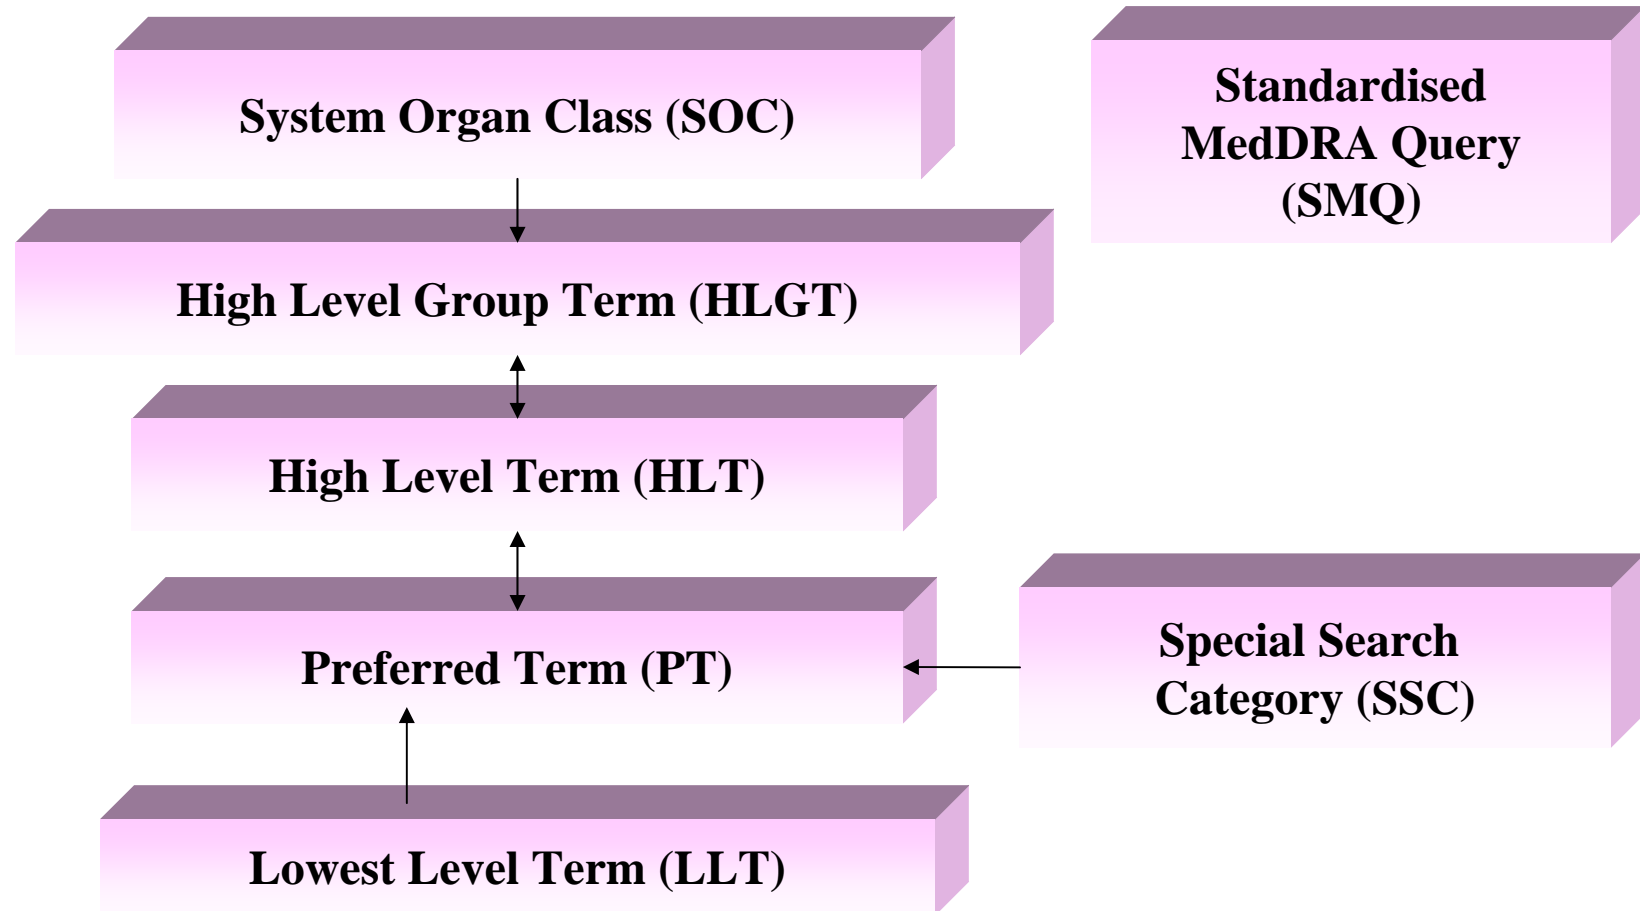 System Organ Class (SOC)
Standardised
MedDRA Query
(SMQ)
High Level Group Term (HLGT)
High Level Term (HLT)
Preferred Term (PT)
Special Search
Category (SSC)
Lowest Level Term (LLT)